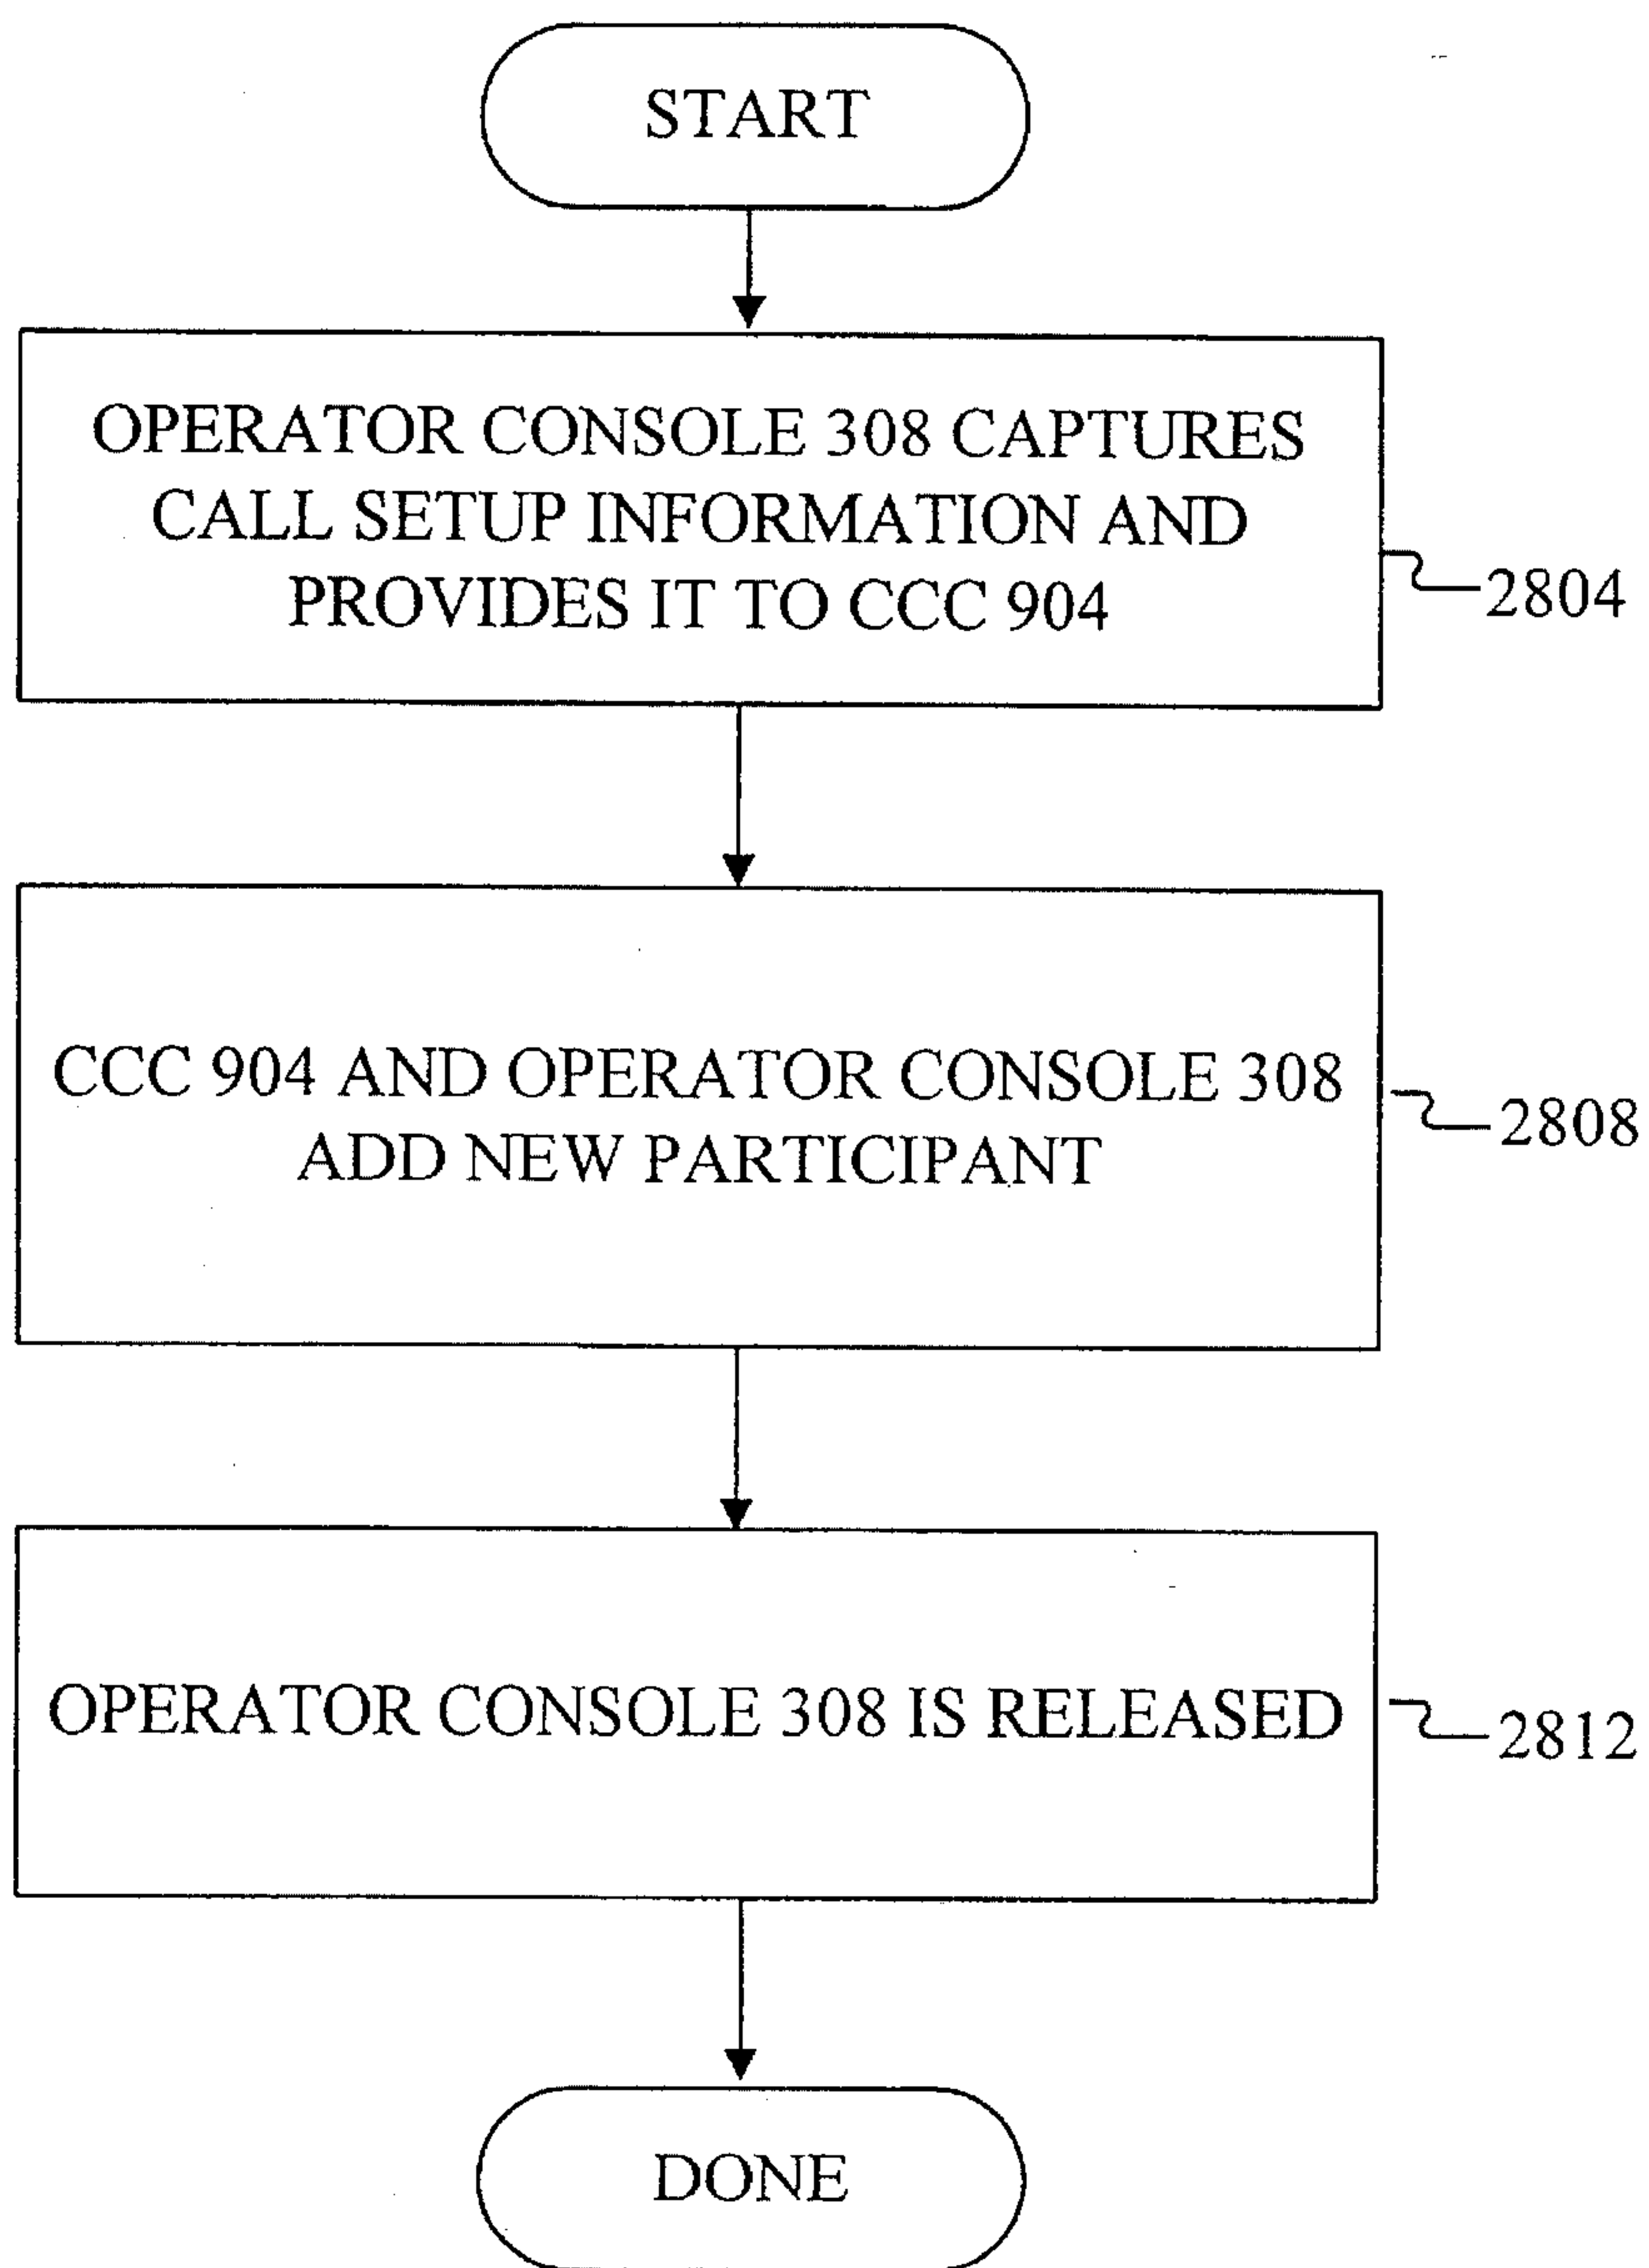 START
OPERATOR CONSOLE 308 CAPTURES
CALL SETUP INFORMATION AND
PROVIDES IT TO CCC 904
2804
CCC 904 AND OPERATOR CONSOLE 308
ADD NEW PARTICIPANT
2808
OPERATOR CONSOLE 308 IS RELEASED
2812
DONE